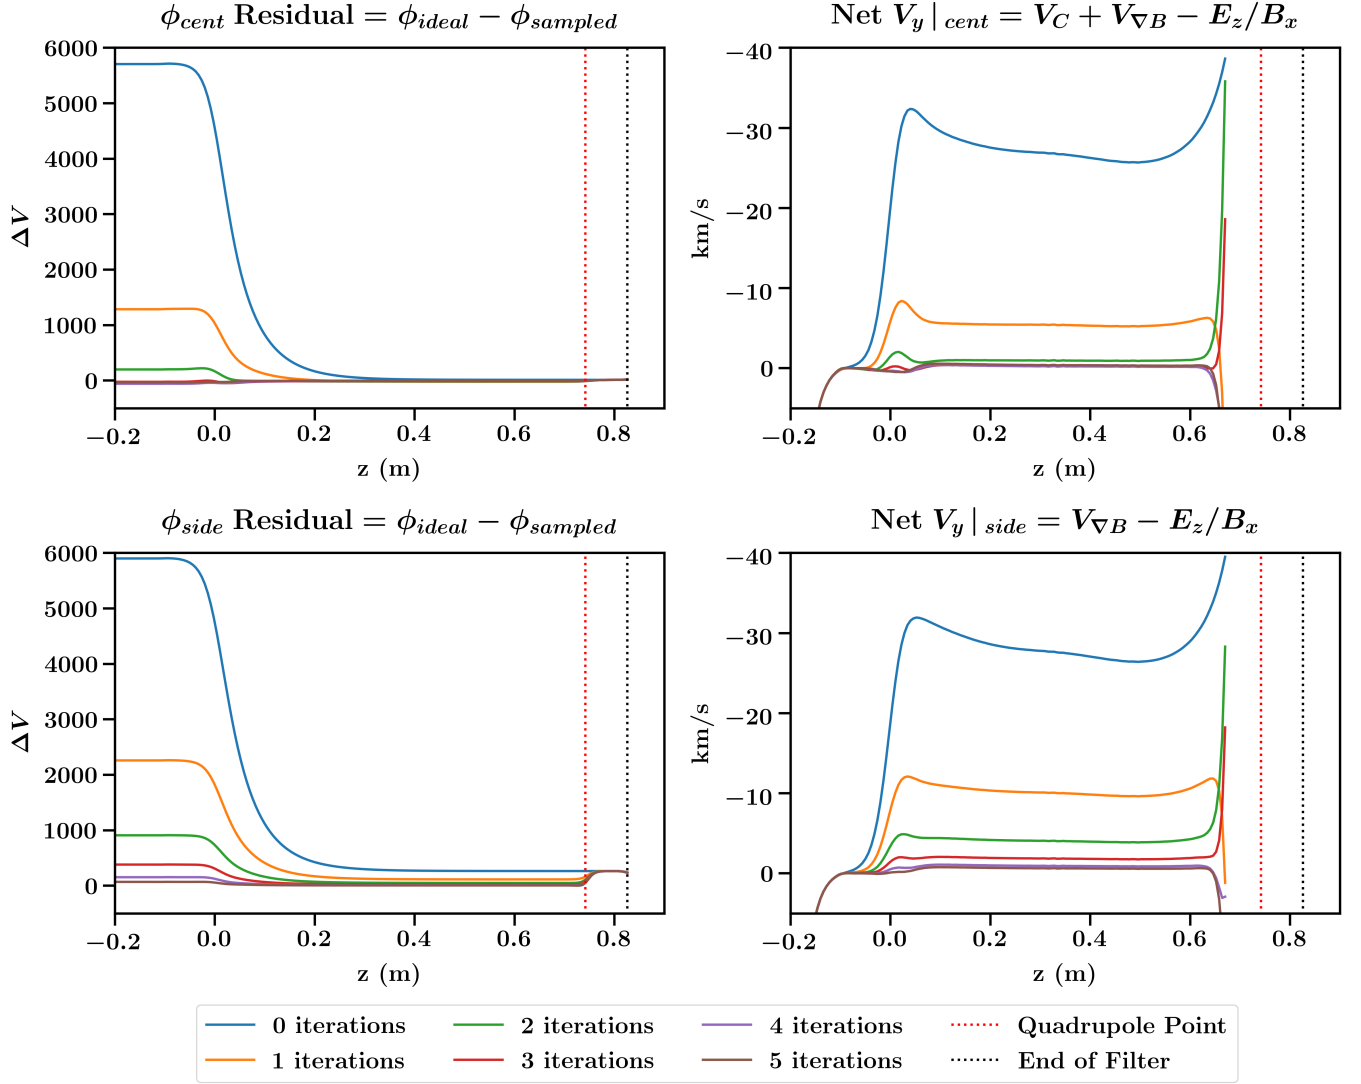 ϕ_cent Residual = ϕ_ideal − ϕ_sampled
6000
5000
4000
3000
2000
1000
0
ΔV
−0.2 0.0 0.2 0.4 0.6 0.8
z (m)
Net V_y |_cent = V_C + V_∇B − E_z/B_x
−40
−30
−20
−10
0
km/s
−0.2 0.0 0.2 0.4 0.6 0.8
z (m)
ϕ_side Residual = ϕ_ideal − ϕ_sampled
6000
5000
4000
3000
2000
1000
0
ΔV
−0.2 0.0 0.2 0.4 0.6 0.8
z (m)
Net V_y |_side = V_∇B − E_z/B_x
−40
−30
−20
−10
0
km/s
−0.2 0.0 0.2 0.4 0.6 0.8
z (m)
0 iterations 2 iterations 4 iterations Quadrupole Point
1 iterations 3 iterations 5 iterations End of Filter